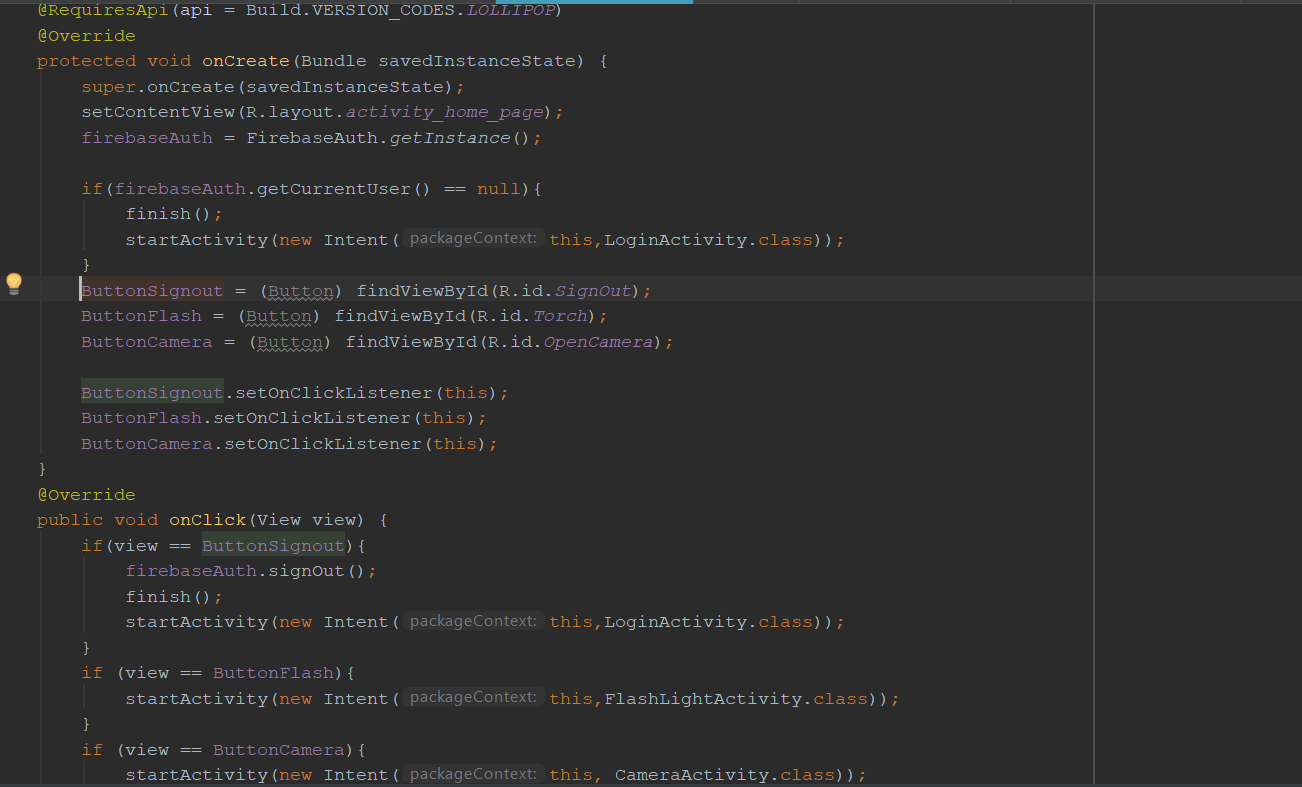 @RequiresApi(api = Build.VERSION_CODES.LOLLIPOP)
@Override
protected void onCreate(Bundle savedInstanceState) {
super.onCreate(savedInstanceState);
setContentView(R.layout.activity_home_page);
firebaseAuth = FirebaseAuth.getInstance();
if(firebaseAuth.getCurrentUser() == null){
finish();
startActivity(new Intent( packageContext: this,LoginActivity.class));
}
ButtonSignout = (Button) findViewById(R.id.SignOut);
ButtonFlash = (Button) findViewById(R.id.Torch);
ButtonCamera = (Button) findViewById(R.id.OpenCamera);
ButtonSignout.setOnClickListener(this);
ButtonFlash.setOnClickListener(this);
ButtonCamera.setOnClickListener(this);
}
@Override
public void onClick(View view) {
if(view == ButtonSignout){
firebaseAuth.signOut();
finish();
startActivity(new Intent( packageContext: this,LoginActivity.class));
}
if (view == ButtonFlash){
startActivity(new Intent( packageContext: this,FlashLightActivity.class));
}
if (view == ButtonCamera){
startActivity(new Intent( packageContext: this, CameraActivity.class));